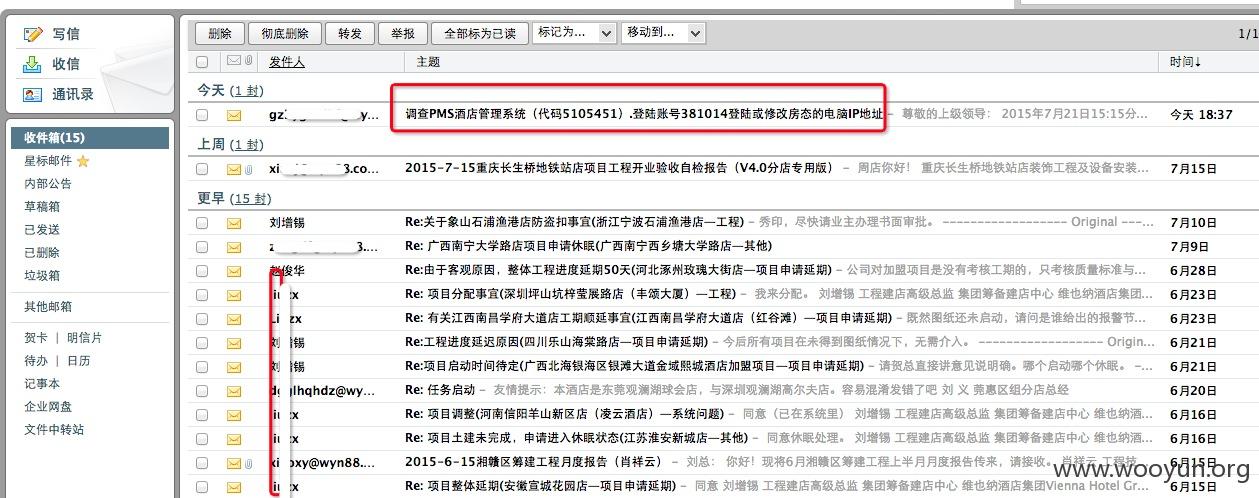 写信
收信
通讯录
收件箱(15)
星标邮件
内部公告
草稿箱
已发送
已删除
垃圾箱
其他邮箱
贺卡 | 明信片
待办 | 日历
记事本
企业网盘
文件中转站
删除 彻底删除 转发 举报 全部标为已读 标记为... 移动到... 1/1
发件人 主题 时间↓
今天 (1 封)
调查PMS酒店管理系统（代码5105451）.登陆账号381014登陆或修改房态的电脑IP地址 - 尊敬的上级领导： 2015年7月21日15:15分... 今天 18:37
上周 (1 封)
2015-7-15重庆长生桥地铁站店项目工程开业验收自检报告（V4.0分店专用版） - 周店你好！ 重庆长生桥地铁站店装饰工程及设备安装... 7月15日
更早 (15 封)
刘增锡 Re:关于象山石浦渔港店防盗扣事宜(浙江宁波石浦渔港店—工程) - 秀印，尽快请业主办理书面审批。 ------------------ Original ---... 7月10日
Re: 广西南宁大学路店项目申请休眠(广西南宁西乡塘大学路店—其他) 7月9日
赵俊华 Re:由于客观原因，整体工程进度延期50天(河北涿州玫瑰大街店—项目申请延期) - 公司对加盟项目是没有考核工期的，只考核质量标准与... 6月28日
Re: 项目分配事宜(深圳坪山坑梓莹展路店（丰颂大厦）—工程) - 我来分配。 刘增锡 工程建店高级总监 集团筹备建店中心 维也纳酒店集团... 6月23日
Re: 有关江西南昌学府大道店工期顺延事宜(江西南昌学府大道店（红谷滩）—项目申请延期) - 既然图纸还未启动，请问是谁给出的报警节... 6月23日
Re:工程进度延迟原因(四川乐山海棠路店—项目申请延期) - 今后所有项目在未得到图纸情况下，无需介入。 ------------------ Origin... 6月23日
Re:项目启动时间待定(广西北海银海区银滩大道金域熙城酒店加盟项目—项目申请延期) - 请贺总直接讲意见说明确。哪个启动哪个休眠。 ... 6月23日
Re: 任务启动 - 友情提示：本酒店是东莞观澜湖球会店，与深圳观澜湖高尔夫店。容易混淆发错了吧 刘 义 莞惠区组分店总经 6月20日
Re: 项目调整(河南信阳羊山新区店（凌云酒店）—系统问题) - 同意（已在系统里） 刘增锡 工程建店高级总监 集团筹备建店中心 维也纳... 6月16日
Re: 项目土建未完成，申请进入休眠状态(江苏淮安新城店—其他) - 同意休眠处理。 刘增锡 工程建店高级总监 集团筹备建店中心 维也纳酒... 6月16日
2015-6-15湘赣区筹建工程月度报告（肖祥云） - 刘总： 你好！现将6月湘赣区筹建工程上半月月度报告传来，请接收。 肖祥云 工程技... 6月15日
Re: 项目整体延期(安徽宣城花园店—项目申请延期) - 同意 刘增锡 工程建店高级总监 集团筹备建店中心 维也纳酒店集团Vienna Hotel Gr... 6月15日
www.wooyun.org